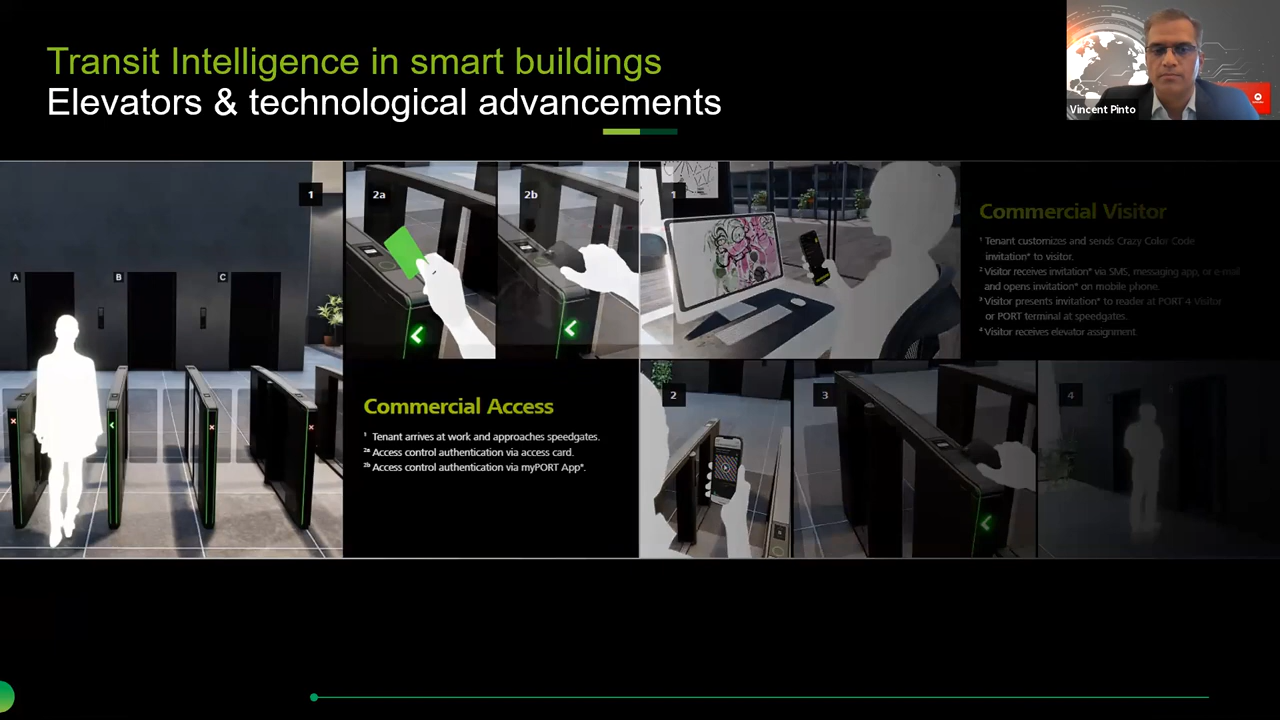 Transit Intelligence in smart buildings
Elevators & technological advancements
Vincent Pinto
1
A
B
C
2a
2b
Commercial Access
¹ Tenant arrives at work and approaches speedgates.
²ᵃ Access control authentication via access card.
²ᵇ Access control authentication via myPORT App*.
1
Commercial Visitor
¹ Tenant customizes and sends Crazy Color Code
invitation* to visitor.
² Visitor receives invitation* via SMS, messaging app, or e-mail
and opens invitation* on mobile phone.
³ Visitor presents invitation* to reader at PORT 4 Visitor
or PORT terminal at speedgates.
⁴ Visitor receives elevator assignment.
2
3
4